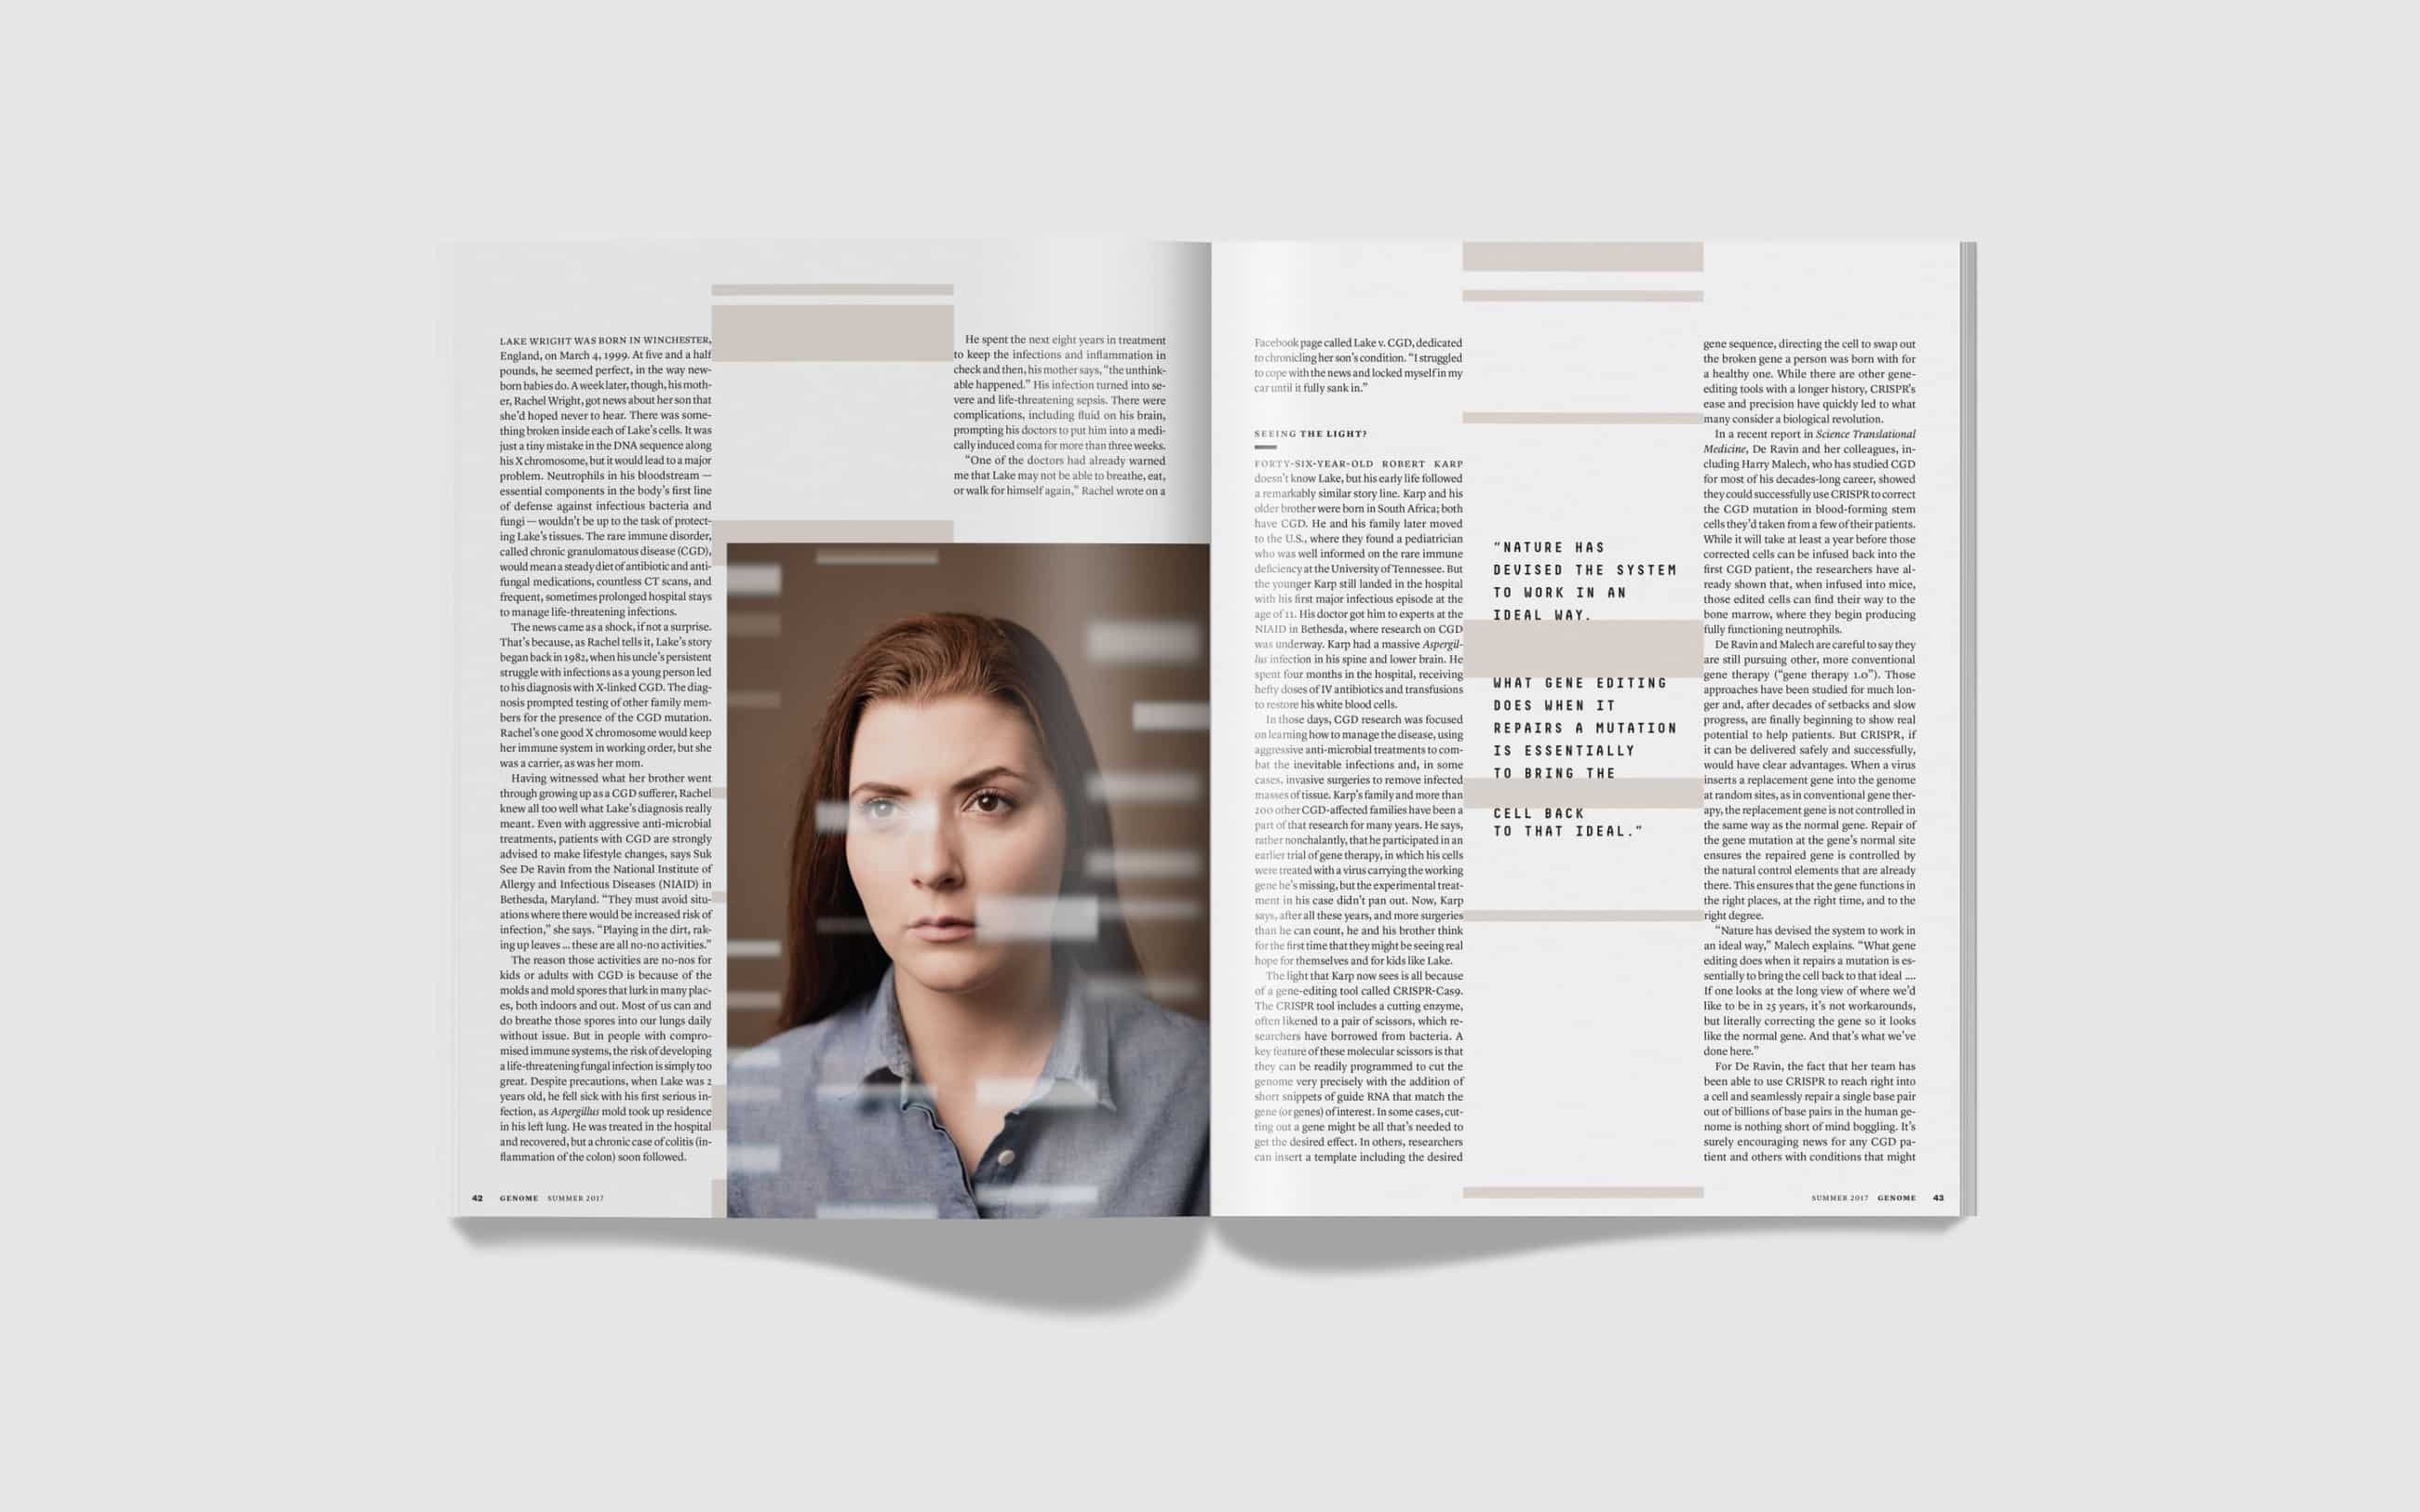 LAKE WRIGHT WAS BORN IN WINCHESTER,
England, on March 4, 1999. At five and a half
pounds, he seemed perfect, in the way new-
born babies do. A week later, though, his moth-
er, Rachel Wright, got news about her son that
she'd hoped never to hear. There was some-
thing broken inside each of Lake's cells. It was
just a tiny mistake in the DNA sequence along
his X chromosome, but it would lead to a major
problem. Neutrophils in his bloodstream —
essential components in the body's first line
of defense against infectious bacteria and
fungi — wouldn't be up to the task of protect-
ing Lake's tissues. The rare immune disorder,
called chronic granulomatous disease (CGD),
would mean a steady diet of antibiotic and anti-
fungal medications, countless CT scans, and
frequent, sometimes prolonged hospital stays
to manage life-threatening infections.
The news came as a shock, if not a surprise.
That's because, as Rachel tells it, Lake's story
began back in 1982, when his uncle's persistent
struggle with infections as a young person led
to his diagnosis with X-linked CGD. The diag-
nosis prompted testing of other family mem-
bers for the presence of the CGD mutation.
Rachel's one good X chromosome would keep
her immune system in working order, but she
was a carrier, as was her mom.
Having witnessed what her brother went
through growing up as a CGD sufferer, Rachel
knew all too well what Lake's diagnosis really
meant. Even with aggressive anti-microbial
treatments, patients with CGD are strongly
advised to make lifestyle changes, says Suk
See De Ravin from the National Institute of
Allergy and Infectious Diseases (NIAID) in
Bethesda, Maryland. “They must avoid situ-
ations where there would be increased risk of
infection,” she says. “Playing in the dirt, rak-
ing up leaves ... these are all no-no activities.”
The reason those activities are no-nos for
kids or adults with CGD is because of the
molds and mold spores that lurk in many plac-
es, both indoors and out. Most of us can and
do breathe those spores into our lungs daily
without issue. But in people with compro-
mised immune systems, the risk of developing
a life-threatening fungal infection is simply too
great. Despite precautions, when Lake was 2
years old, he fell sick with his first serious in-
fection, as Aspergillus mold took up residence
in his left lung. He was treated in the hospital
and recovered, but a chronic case of colitis (in-
flammation of the colon) soon followed.
He spent the next eight years in treatment
to keep the infections and inflammation in
check and then, his mother says, “the unthink-
able happened.” His infection turned into se-
vere and life-threatening sepsis. There were
complications, including fluid on his brain,
prompting his doctors to put him into a medi-
cally induced coma for more than three weeks.
“One of the doctors had already warned
me that Lake may not be able to breathe, eat,
or walk for himself again,” Rachel wrote on a
42 GENOME SUMMER 2017
Facebook page called Lake v. CGD, dedicated
to chronicling her son's condition. “I struggled
to cope with the news and locked myself in my
car until it fully sank in.”
SEEING THE LIGHT?
FORTY-SIX-YEAR-OLD ROBERT KARP
doesn't know Lake, but his early life followed
a remarkably similar story line. Karp and his
older brother were born in South Africa; both
have CGD. He and his family later moved
to the U.S., where they found a pediatrician
who was well informed on the rare immune
deficiency at the University of Tennessee. But
the younger Karp still landed in the hospital
with his first major infectious episode at the
age of 11. His doctor got him to experts at the
NIAID in Bethesda, where research on CGD
was underway. Karp had a massive Aspergil-
lus infection in his spine and lower brain. He
spent four months in the hospital, receiving
hefty doses of IV antibiotics and transfusions
to restore his white blood cells.
In those days, CGD research was focused
on learning how to manage the disease, using
aggressive anti-microbial treatments to com-
bat the inevitable infections and, in some
cases, invasive surgeries to remove infected
masses of tissue. Karp's family and more than
200 other CGD-affected families have been a
part of that research for many years. He says,
rather nonchalantly, that he participated in an
earlier trial of gene therapy, in which his cells
were treated with a virus carrying the working
gene he's missing, but the experimental treat-
ment in his case didn't pan out. Now, Karp
says, after all these years, and more surgeries
than he can count, he and his brother think
for the first time that they might be seeing real
hope for themselves and for kids like Lake.
The light that Karp now sees is all because
of a gene-editing tool called CRISPR-Cas9.
The CRISPR tool includes a cutting enzyme,
often likened to a pair of scissors, which re-
searchers have borrowed from bacteria. A
key feature of these molecular scissors is that
they can be readily programmed to cut the
genome very precisely with the addition of
short snippets of guide RNA that match the
gene (or genes) of interest. In some cases, cut-
ting out a gene might be all that's needed to
get the desired effect. In others, researchers
can insert a template including the desired
"NATURE HAS
DEVISED THE SYSTEM
TO WORK IN AN
IDEAL WAY.
WHAT GENE EDITING
DOES WHEN IT
REPAIRS A MUTATION
IS ESSENTIALLY
TO BRING THE
CELL BACK
TO THAT IDEAL."
gene sequence, directing the cell to swap out
the broken gene a person was born with for
a healthy one. While there are other gene-
editing tools with a longer history, CRISPR's
ease and precision have quickly led to what
many consider a biological revolution.
In a recent report in Science Translational
Medicine, De Ravin and her colleagues, in-
cluding Harry Malech, who has studied CGD
for most of his decades-long career, showed
they could successfully use CRISPR to correct
the CGD mutation in blood-forming stem
cells they'd taken from a few of their patients.
While it will take at least a year before those
corrected cells can be infused back into the
first CGD patient, the researchers have al-
ready shown that, when infused into mice,
those edited cells can find their way to the
bone marrow, where they begin producing
fully functioning neutrophils.
De Ravin and Malech are careful to say they
are still pursuing other, more conventional
gene therapy (“gene therapy 1.0”). Those
approaches have been studied for much lon-
ger and, after decades of setbacks and slow
progress, are finally beginning to show real
potential to help patients. But CRISPR, if
it can be delivered safely and successfully,
would have clear advantages. When a virus
inserts a replacement gene into the genome
at random sites, as in conventional gene ther-
apy, the replacement gene is not controlled in
the same way as the normal gene. Repair of
the gene mutation at the gene's normal site
ensures the repaired gene is controlled by
the natural control elements that are already
there. This ensures that the gene functions in
the right places, at the right time, and to the
right degree.
“Nature has devised the system to work in
an ideal way,” Malech explains. “What gene
editing does when it repairs a mutation is es-
sentially to bring the cell back to that ideal ....
If one looks at the long view of where we'd
like to be in 25 years, it's not workarounds,
but literally correcting the gene so it looks
like the normal gene. And that's what we've
done here.”
For De Ravin, the fact that her team has
been able to use CRISPR to reach right into
a cell and seamlessly repair a single base pair
out of billions of base pairs in the human ge-
nome is nothing short of mind boggling. It's
surely encouraging news for any CGD pa-
tient and others with conditions that might
SUMMER 2017 GENOME 43